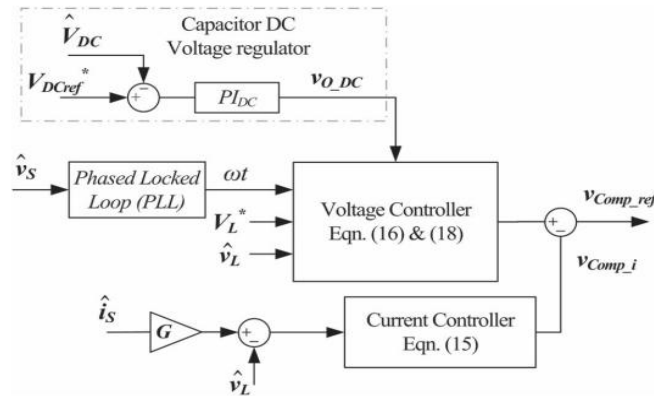 Capacitor DC
Voltage regulator
V̂DC
VDCref*
PIDC
vO_DC
v̂S
Phased Locked
Loop (PLL)
ωt
VL*
v̂L
Voltage Controller
Eqn. (16) & (18)
vComp_ref
vComp_i
îS
G
v̂L
Current Controller
Eqn. (15)